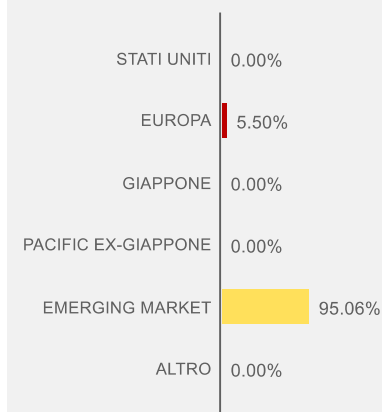 STATI UNITI 0.00%
EUROPA 5.50%
GIAPPONE 0.00%
PACIFIC EX-GIAPPONE 0.00%
EMERGING MARKET 95.06%
ALTRO 0.00%